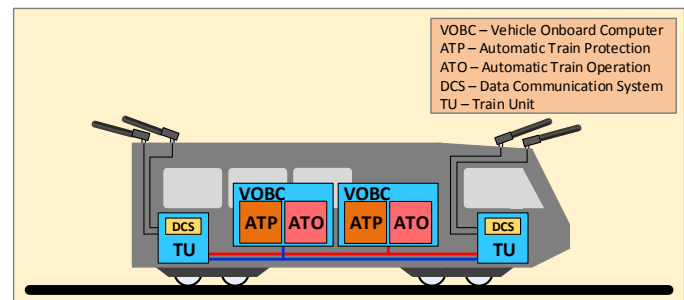 VOBC – Vehicle Onboard Computer
ATP – Automatic Train Protection
ATO – Automatic Train Operation
DCS – Data Communication System
TU – Train Unit
VOBC VOBC
ATP ATO ATP ATO
DCS DCS
TU TU